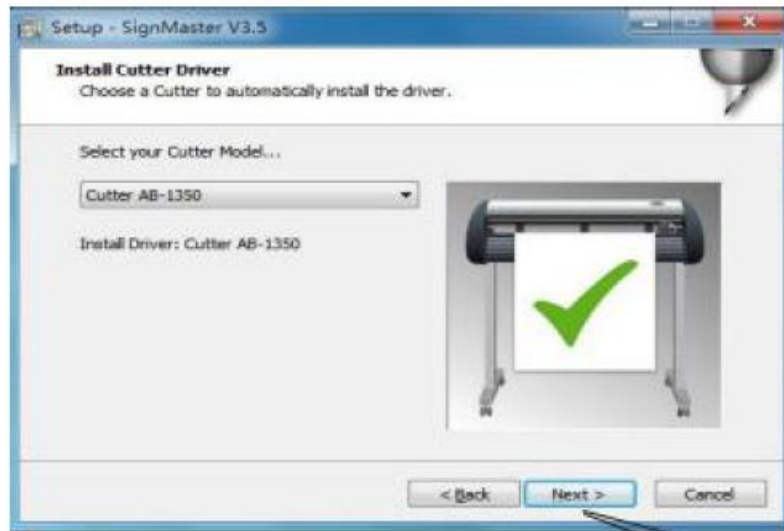 Setup - SignMaster V3.5
Install Cutter Driver
Choose a Cutter to automatically install the driver.
Select your Cutter Model...
Cutter AB-1350
Install Driver: Cutter AB-1350
< Back
Next >
Cancel